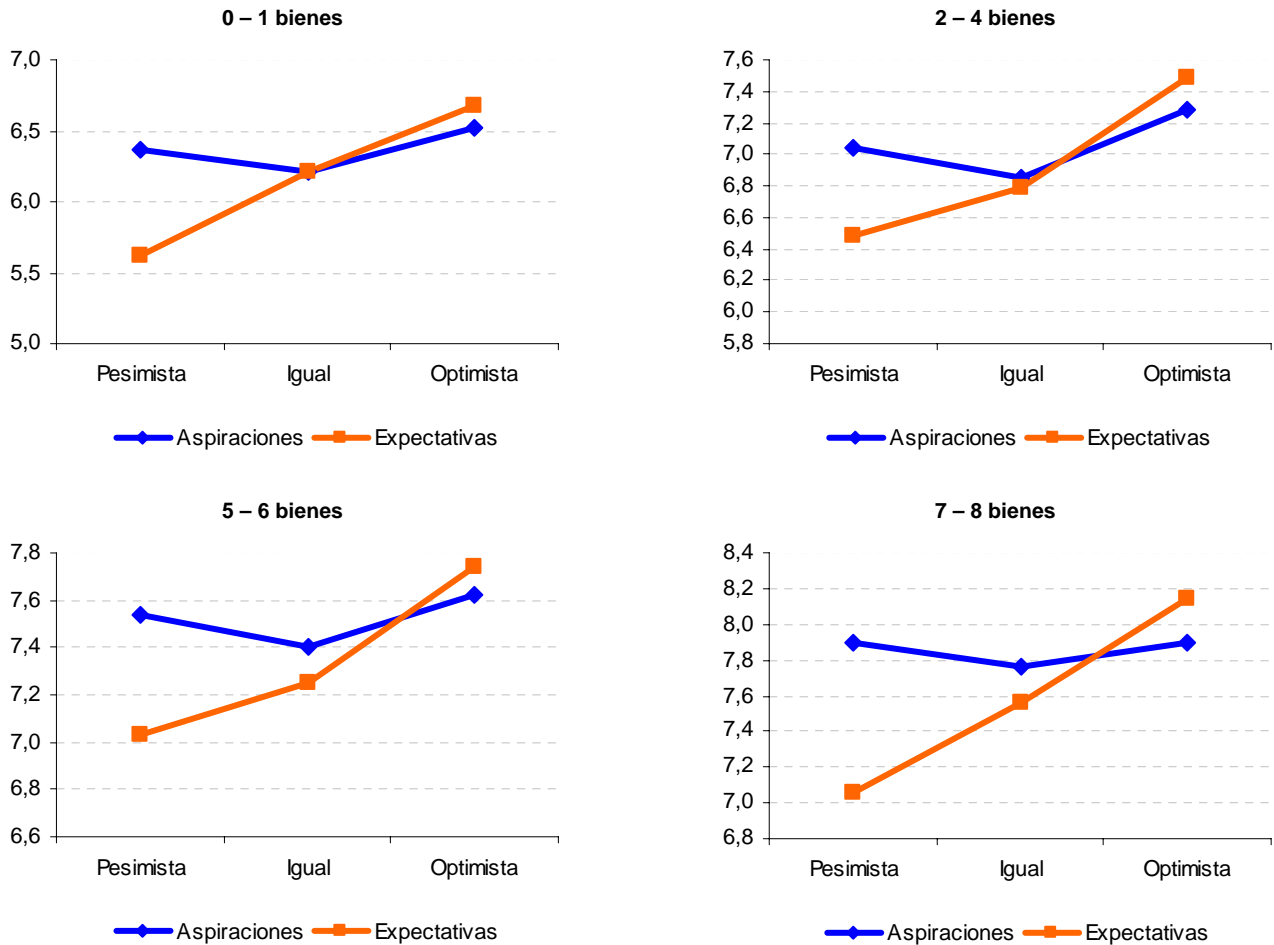 0 – 1 bienes
7,0
6,5
6,0
5,5
5,0
Pesimista Igual Optimista
Aspiraciones Expectativas
2 – 4 bienes
7,6
7,4
7,2
7,0
6,8
6,6
6,4
6,2
6,0
5,8
Pesimista Igual Optimista
Aspiraciones Expectativas
5 – 6 bienes
7,8
7,6
7,4
7,2
7,0
6,8
6,6
Pesimista Igual Optimista
Aspiraciones Expectativas
7 – 8 bienes
8,4
8,2
8,0
7,8
7,6
7,4
7,2
7,0
6,8
Pesimista Igual Optimista
Aspiraciones Expectativas